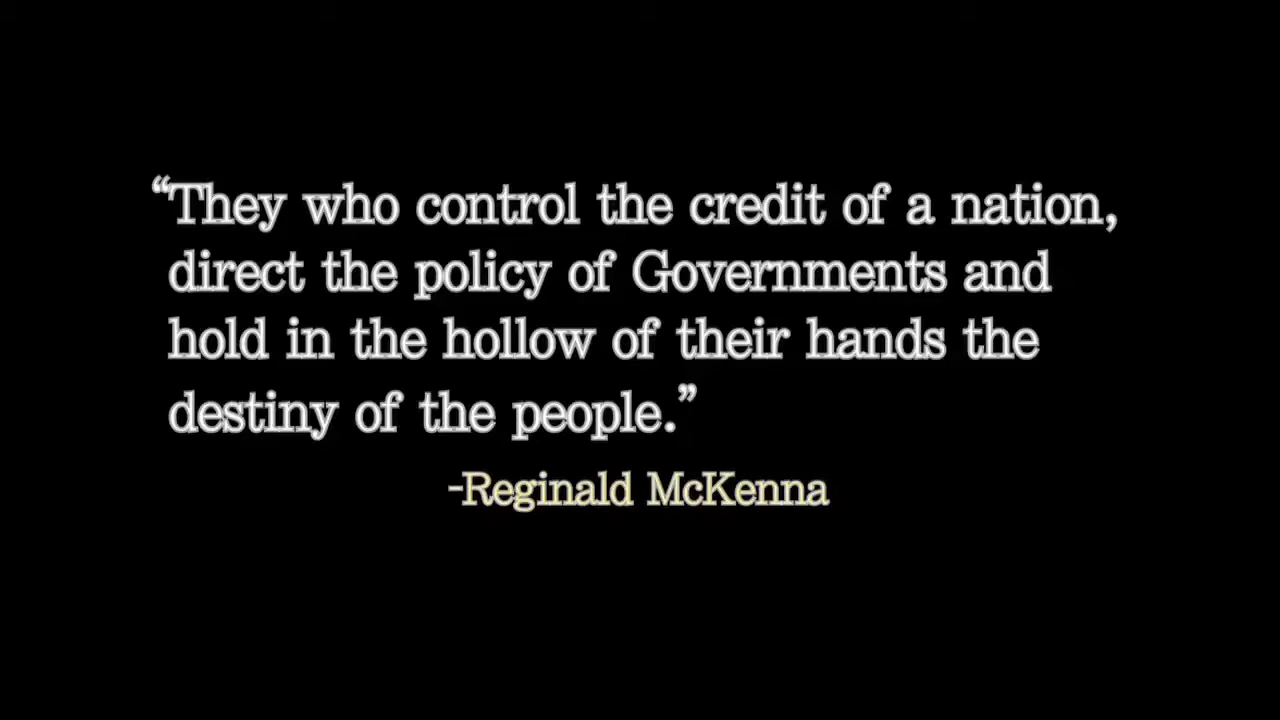 “They who control the credit of a nation,
direct the policy of Governments and
hold in the hollow of their hands the
destiny of the people.”
-Reginald McKenna